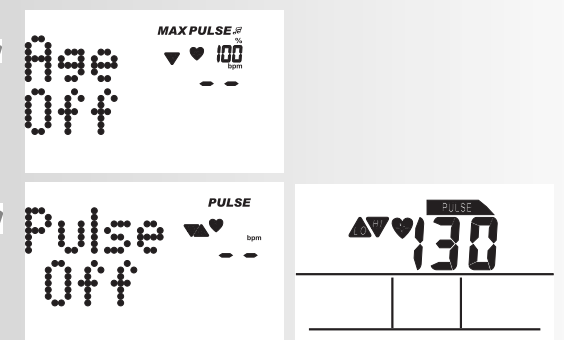 MAX PULSE
%
100
bpm
Age
-- --
Off
PULSE
Pulse
bpm
-- --
Off
PULSE
LO HI 130